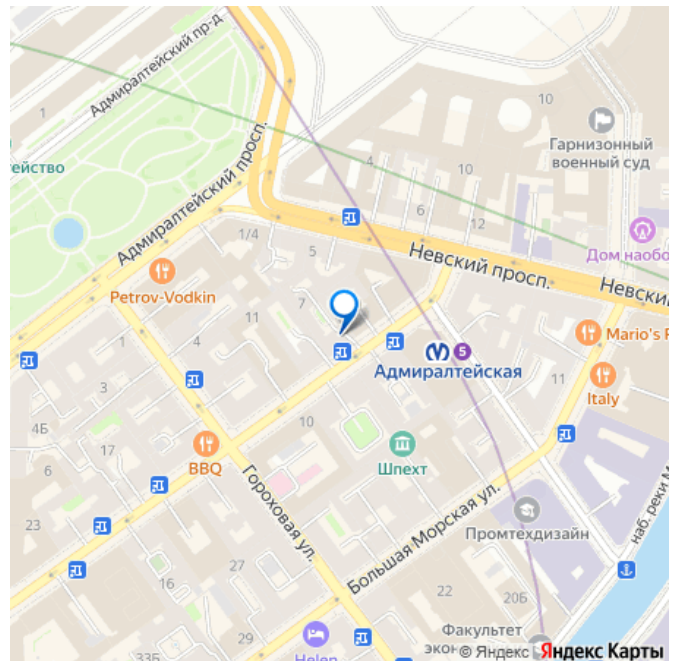 Адмиралтейский пр-д
1
ейство
Адмиралтейский просп.
10
Гарнизонный
военный суд
4
10
6
12
1/4
5
Невский просп.
Дом наобо
Невски
Petrov-Vodkin
7
11
1
4
5
Адмиралтейская
Mario's P
11
Italy
4Б
6
17
10
BBQ
Шпехт
Гороховая ул.
23
Большая Морская ул.
Промтехдизайн
наб. реки М
27
16
22
20Б
29
33Б
Helen
Факультет
экон
© Яндекс Яндекс Карты